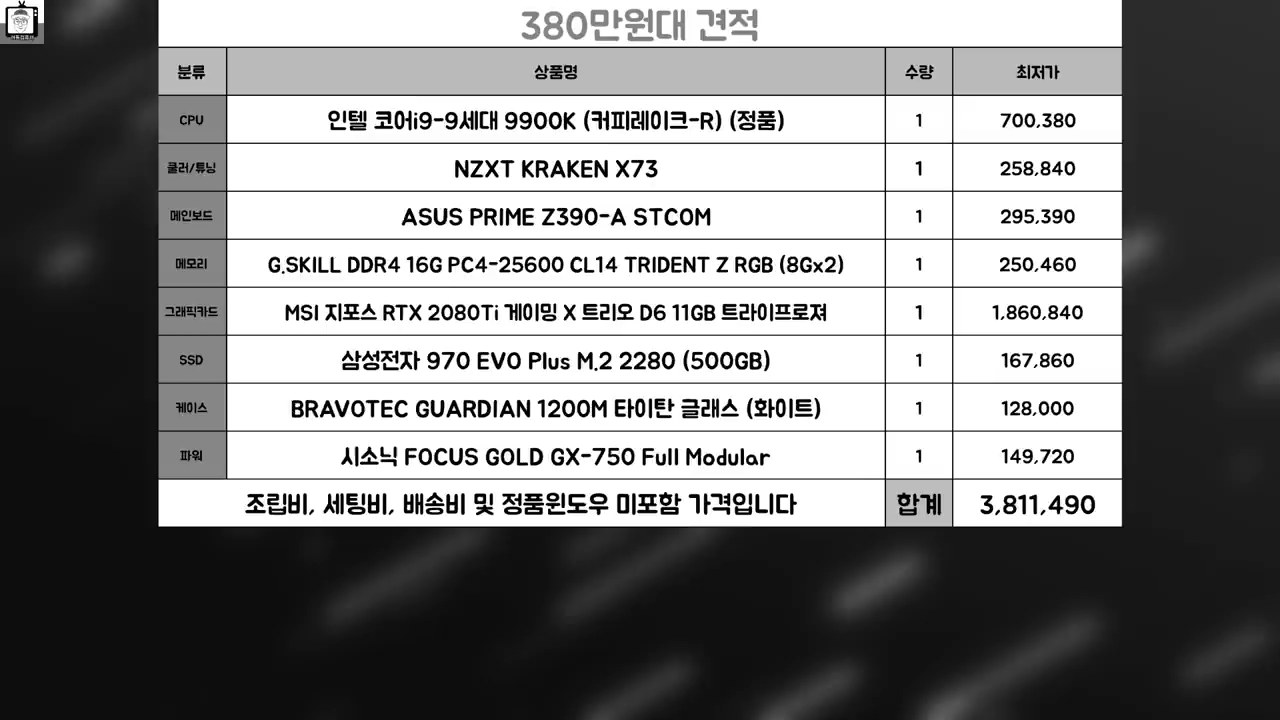 380만원대 견적
분류 상품명 수량 최저가
CPU 인텔 코어i9-9세대 9900K (커피레이크-R) (정품) 1 700,380
쿨러/튜닝 NZXT KRAKEN X73 1 258,840
메인보드 ASUS PRIME Z390-A STCOM 1 295,390
메모리 G.SKILL DDR4 16G PC4-25600 CL14 TRIDENT Z RGB (8Gx2) 1 250,460
그래픽카드 MSI 지포스 RTX 2080Ti 게이밍 X 트리오 D6 11GB 트라이프로져 1 1,860,840
SSD 삼성전자 970 EVO Plus M.2 2280 (500GB) 1 167,860
케이스 BRAVOTEC GUARDIAN 1200M 타이탄 글래스 (화이트) 1 128,000
파워 시소닉 FOCUS GOLD GX-750 Full Modular 1 149,720
조립비, 세팅비, 배송비 및 정품윈도우 미포함 가격입니다 합계 3,811,490